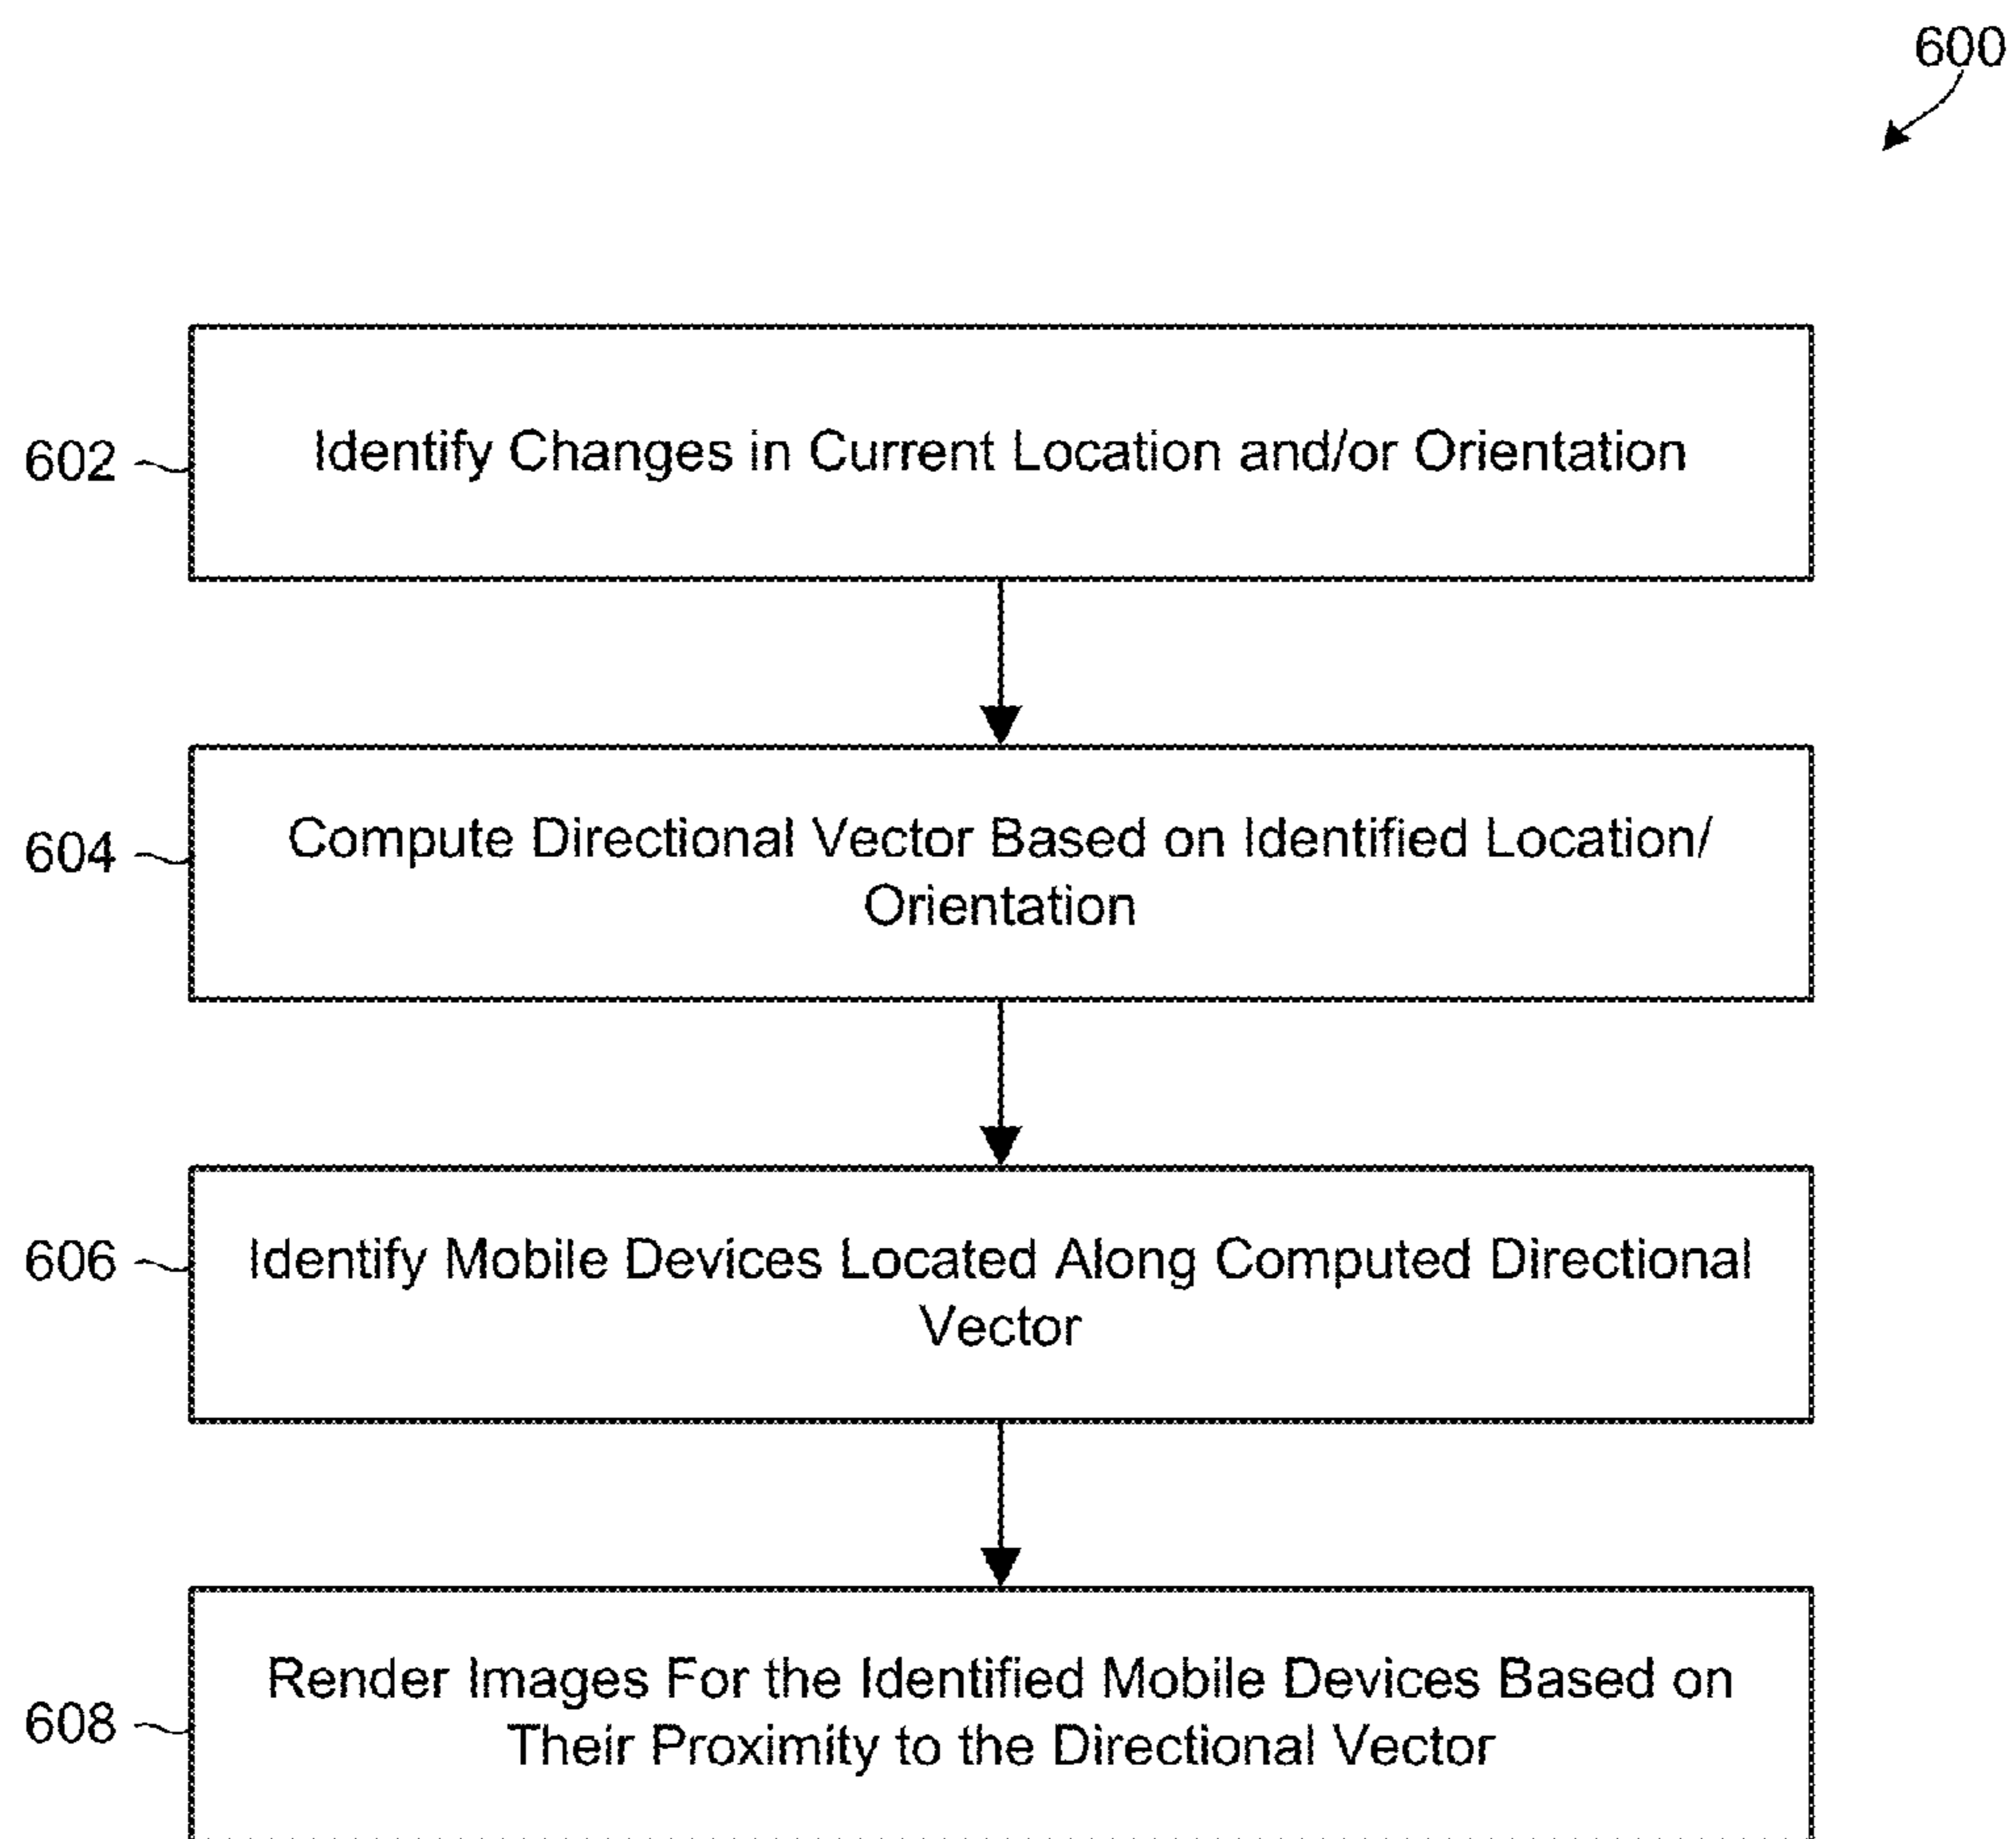 600
602
Identify Changes in Current Location and/or Orientation
604
Compute Directional Vector Based on Identified Location/
Orientation
606
Identify Mobile Devices Located Along Computed Directional
Vector
608
Render Images For the Identified Mobile Devices Based on
Their Proximity to the Directional Vector